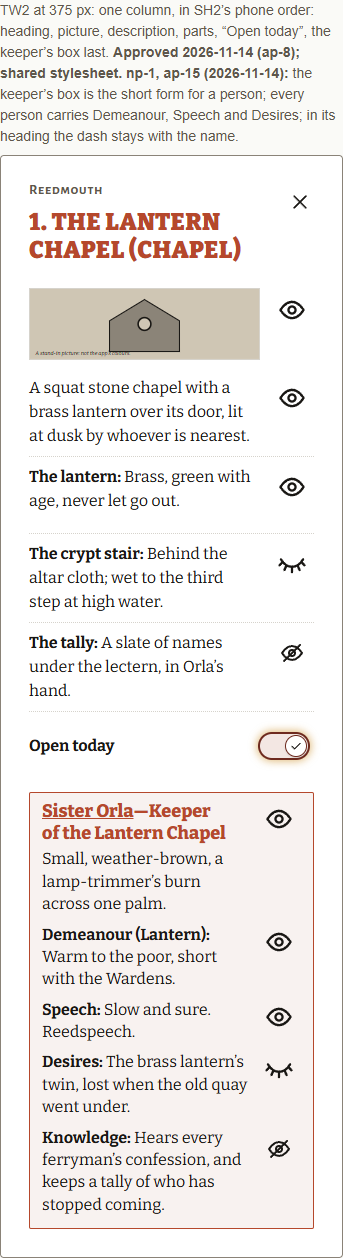 TW2 at 375 px: one column, in SH2's phone order:
heading, picture, description, parts, “Open today”, the
keeper's box last. Approved 2026-11-14 (ap-8);
shared stylesheet. np-1, ap-15 (2026-11-14): the
keeper's box is the short form for a person; every
person carries Demeanour, Speech and Desires; in its
heading the dash stays with the name.
Reedmouth
1. THE LANTERN
CHAPEL (CHAPEL)
A stand-in picture: not the app's
A squat stone chapel with a
brass lantern over its door, lit
at dusk by whoever is nearest.
The lantern: Brass, green with
age, never let go out.
The crypt stair: Behind the
altar cloth; wet to the third
step at high water.
The tally: A slate of names
under the lectern, in Orla's
hand.
Open today
Sister Orla—Keeper
of the Lantern Chapel
Small, weather-brown, a
lamp-trimmer's burn
across one palm.
Demeanour (Lantern):
Warm to the poor, short
with the Wardens.
Speech: Slow and sure.
Reedspeech.
Desires: The brass lantern's
twin, lost when the old quay
went under.
Knowledge: Hears every
ferryman's confession, and
keeps a tally of who has
stopped coming.